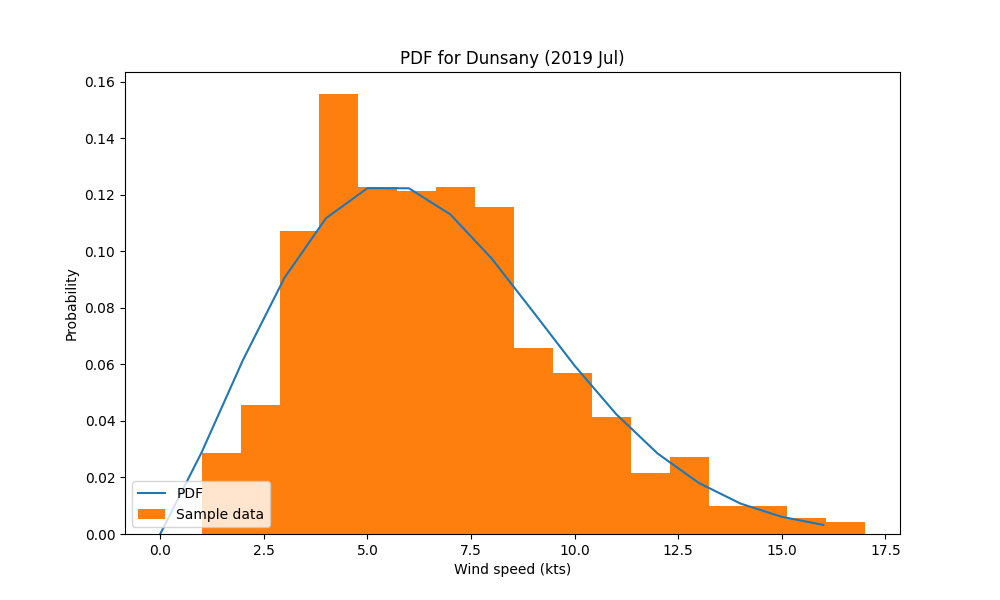 PDF for Dunsany (2019 Jul)
0.16
0.14
0.12
0.10
0.08
0.06
0.04
0.02
0.00
Probability
PDF
Sample data
0.0 2.5 5.0 7.5 10.0 12.5 15.0 17.5
Wind speed (kts)